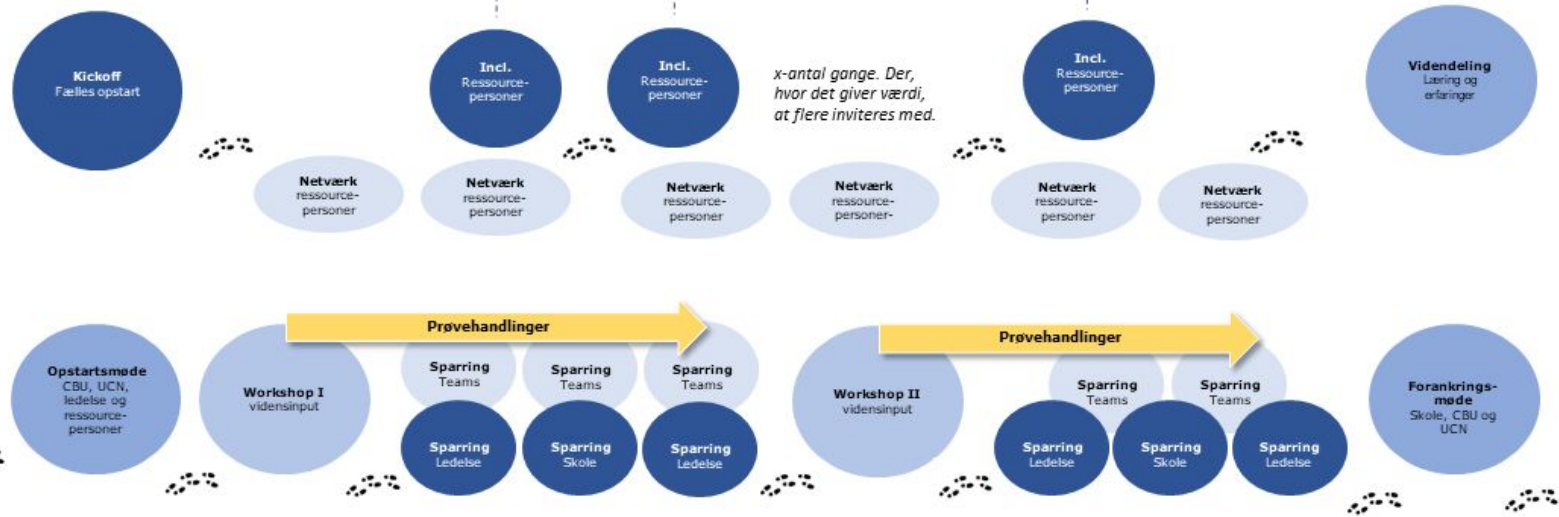 Kickoff
Fælles opstart
Incl.
Ressource-
personer
Incl.
Ressource-
personer
x-antal gange. Der,
hvor det giver værdi,
at flere inviteres med.
Incl.
Ressource-
personer
Videndeling
Læring og
erfaringer
Netværk
ressource-
personer
Netværk
ressource-
personer
Netværk
ressource-
personer
Netværk
ressource-
personer-
Netværk
ressource-
personer
Netværk
ressource-
personer
Opstartsmøde
CBU, UCN,
ledelse og
ressource-
personer
Workshop I
vidensinput
Prøvehandlinger
Sparring
Teams
Sparring
Teams
Sparring
Teams
Sparring
Ledelse
Sparring
Skole
Sparring
Ledelse
Workshop II
vidensinput
Prøvehandlinger
Sparring
Teams
Sparring
Teams
Sparring
Ledelse
Sparring
Skole
Sparring
Ledelse
Forankrings-
møde
Skole, CBU og
UCN